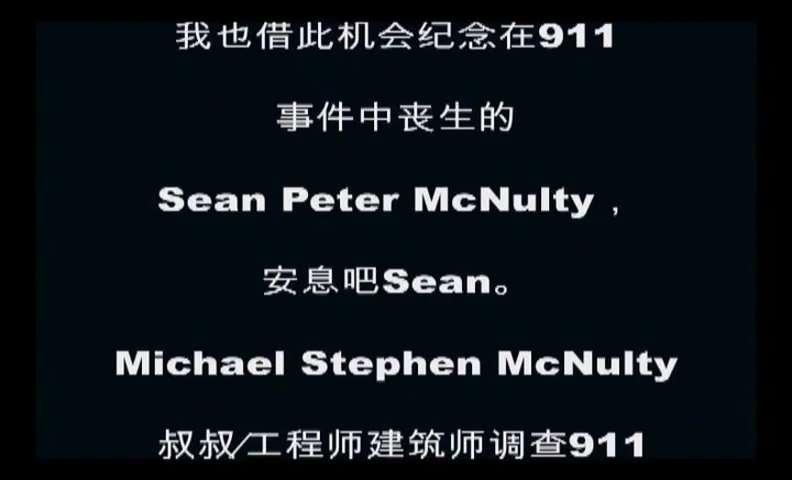 我也借此机会纪念在911
事件中丧生的
Sean Peter McNulty，
安息吧Sean。
Michael Stephen McNulty
叔叔/工程师建筑师调查911